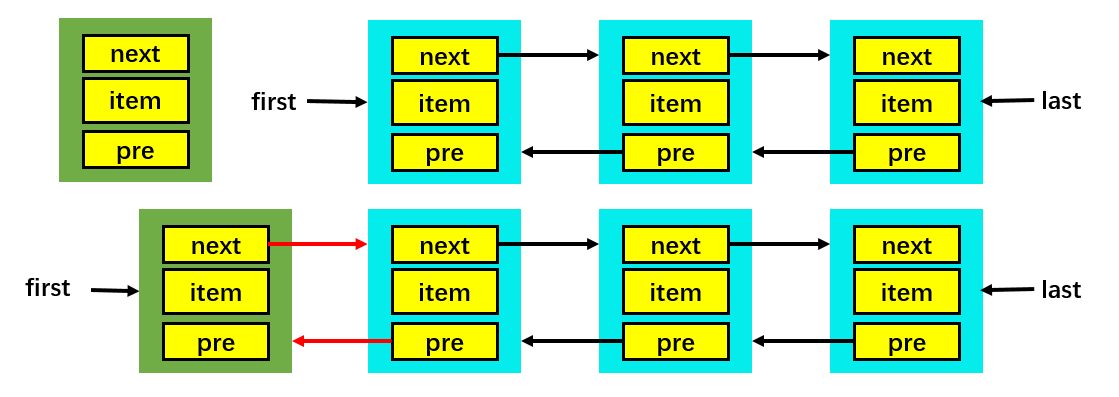 next next next next
item first item item item last
pre pre pre pre
next next next next
first item item item item last
pre pre pre pre